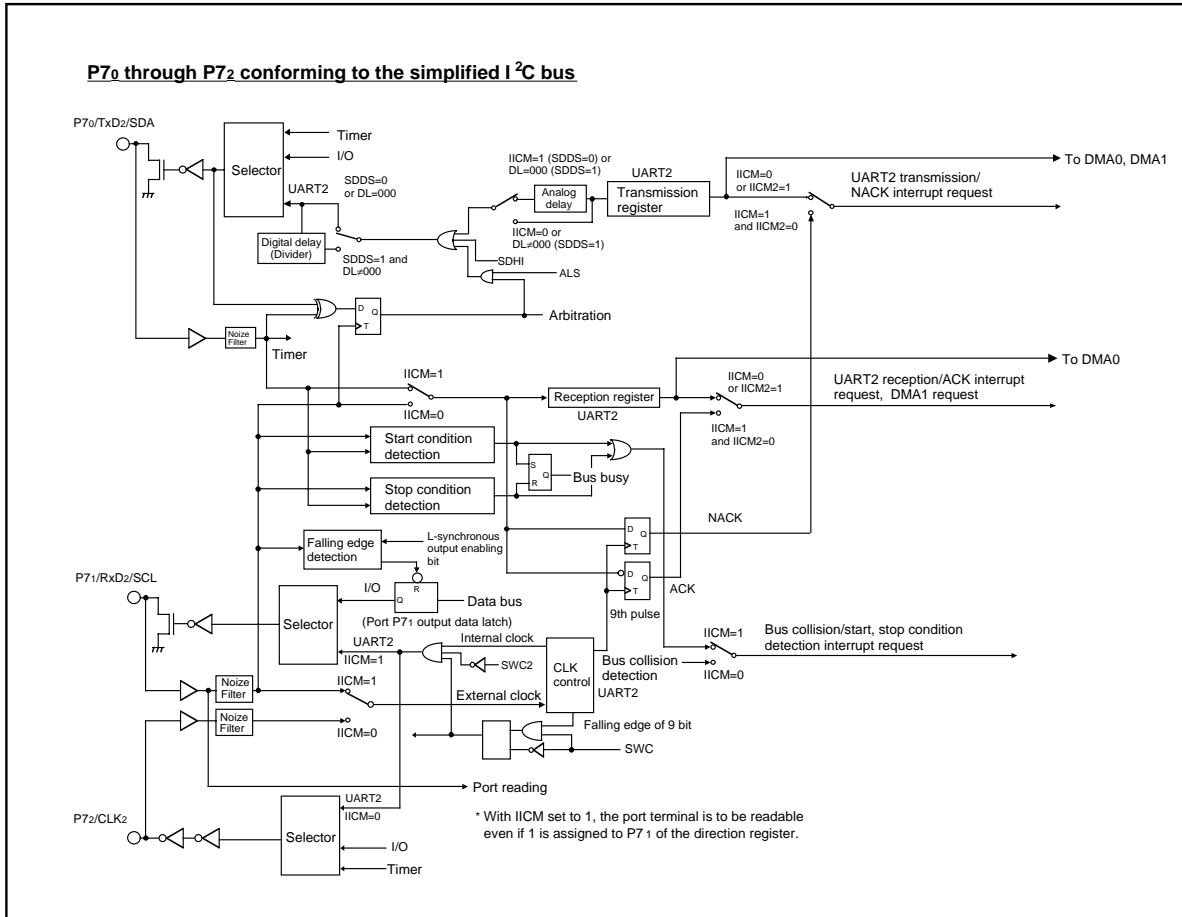 P70 through P72 conforming to the simplified I 2C bus
P70/TxD2/SDA
Selector
Timer
I/O
UART2
SDDS=0
or DL=000
Digital delay
(Divider)
SDDS=1 and
DL≠000
IICM=1 (SDDS=0) or
DL=000 (SDDS=1)
Analog
delay
IICM=0 or
DL≠000 (SDDS=1)
SDHI
ALS
UART2
Transmission
register
To DMA0, DMA1
IICM=0
or IICM2=1
UART2 transmission/
NACK interrupt request
IICM=1
and IICM2=0
D
Q
T
Arbitration
Noize
Filter
Timer
IICM=1
IICM=0
Reception register
UART2
To DMA0
IICM=0
or IICM2=1
UART2 reception/ACK interrupt
request, DMA1 request
IICM=1
and IICM2=0
Start condition
detection
S
Q
R
Bus busy
Stop condition
detection
NACK
D
Q
T
Falling edge
detection
L-synchronous
output enabling
bit
D
Q
T
ACK
9th pulse
P71/RxD2/SCL
Selector
I/O
R
Q
Data bus
(Port P71 output data latch)
UART2
IICM=1
Internal clock
SWC2
CLK
control
UART2
Bus collision
detection
IICM=1
IICM=0
Bus collision/start, stop condition
detection interrupt request
Noize
Filter
IICM=1
External clock
Noize
Filter
IICM=0
Falling edge of 9 bit
SWC
Port reading
P72/CLK2
Selector
UART2
IICM=0
I/O
Timer
* With IICM set to 1, the port terminal is to be readable
even if 1 is assigned to P71 of the direction register.